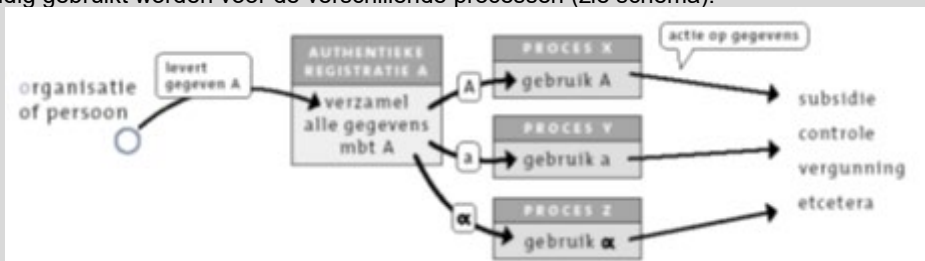 gebruikt worden voor de verschillende processen (zie schema).
organisatie
of persoon
levert
gegeven A
AUTHENTIEKE
REGISTRATIE A
verzamel
alle gegevens
mbt A
A
a
α
PROCES X
gebruik A
PROCES Y
gebruik a
PROCES Z
gebruik α
actie op gegevens
subsidie
controle
vergunning
etcetera